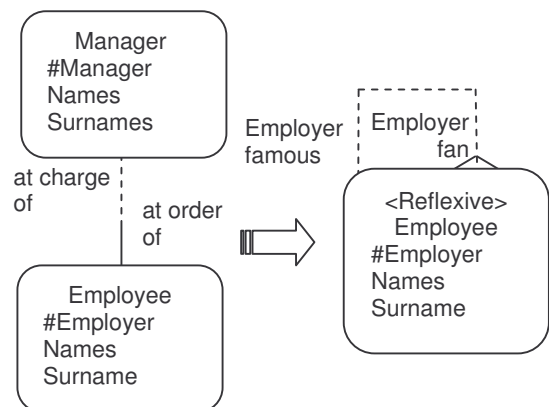 Manager
#Manager
Names
Surnames
at charge
of
at order
of
Employee
#Employer
Names
Surname
Employer
famous
Employer
fan
<Reflexive>
Employee
#Employer
Names
Surname